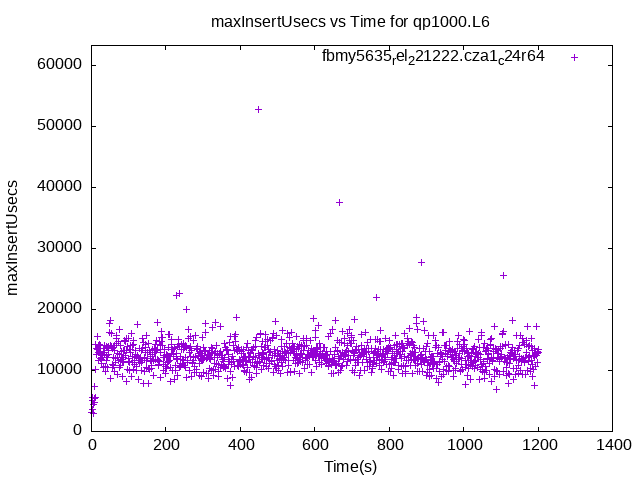 maxInsertUsecs vs Time for qp1000.L6
fbmy5635rel221222.cza1c24r64
60000
50000
40000
30000
20000
10000
0
maxInsertUsecs
0 200 400 600 800 1000 1200 1400
Time(s)